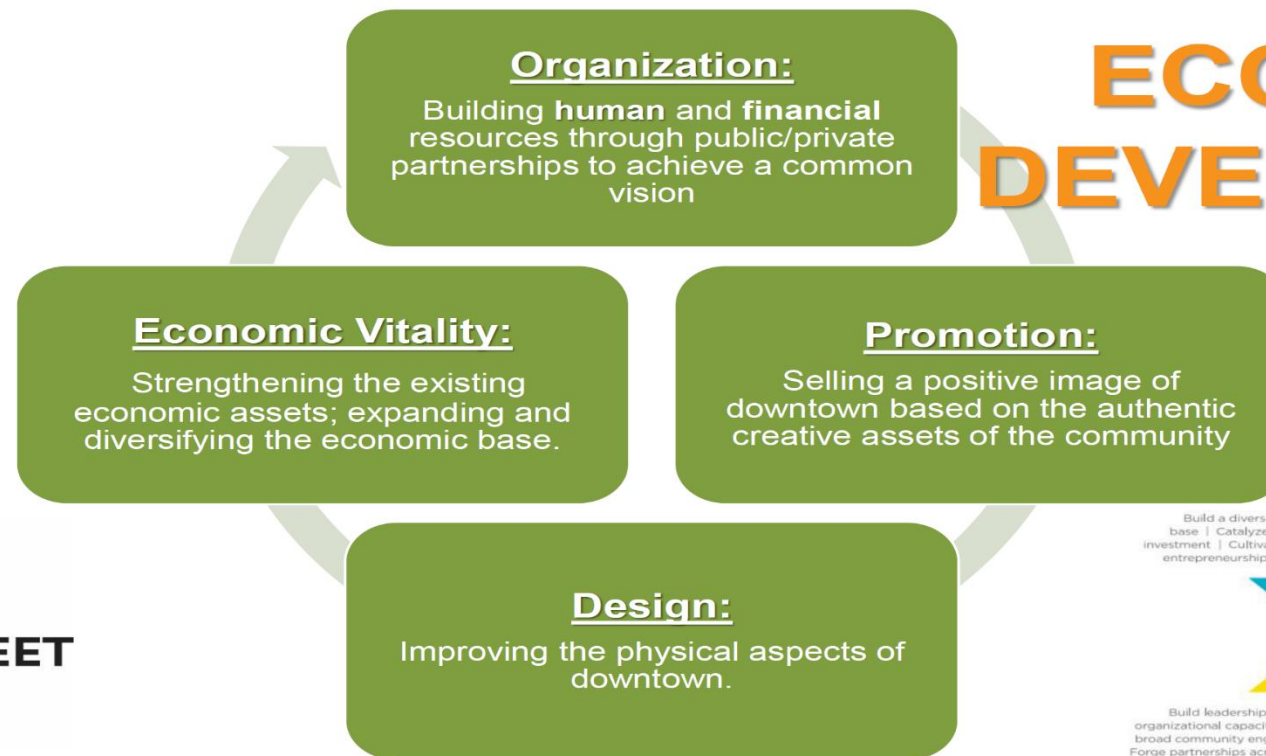 Organization:
Building human and financial
resources through public/private
partnerships to achieve a common
vision
ECO
DEVE
Economic Vitality:
Strengthening the existing
economic assets; expanding and
diversifying the economic base.
Promotion:
Selling a positive image of
downtown based on the authentic
creative assets of the community
Design:
Improving the physical aspects of
downtown.
EET
Build a divers
base | Catalyze
investment | Cultiva
entrepreneurship
Build leadership
organizational capaci
broad community eng
Forge partnerships ac